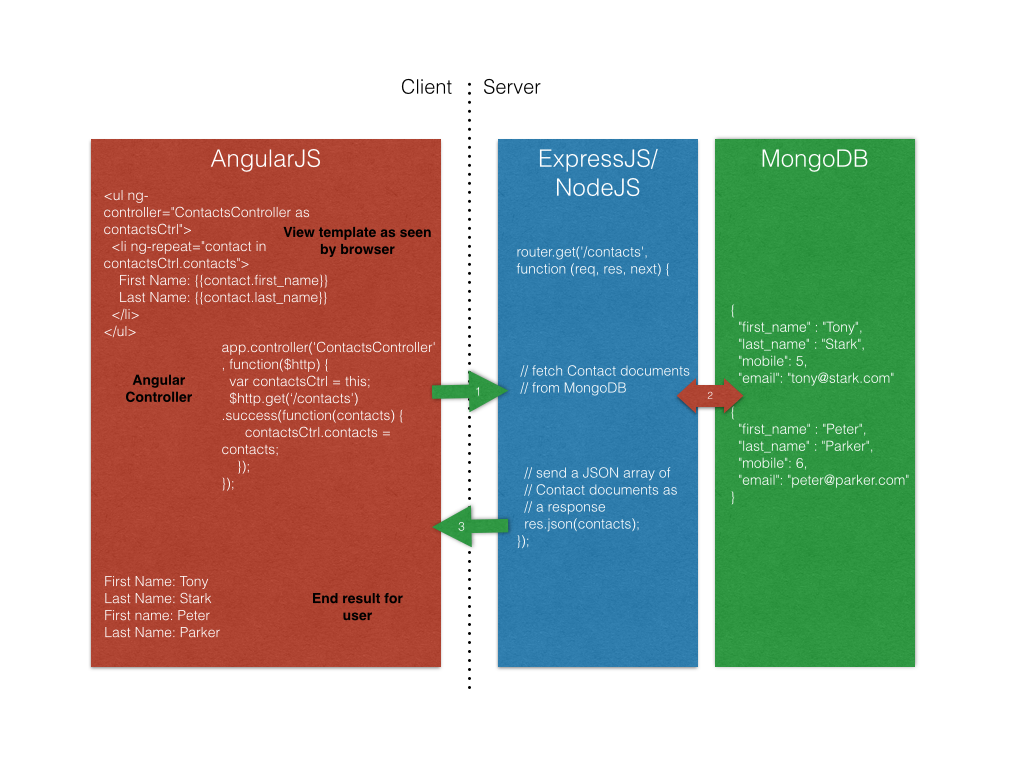 Client
Server
AngularJS
<ul ng-
controller="ContactsController as
contactsCtrl">
<li ng-repeat="contact in
contactsCtrl.contacts">
First Name: {{contact.first_name}}
Last Name: {{contact.last_name}}
</li>
</ul>
View template as seen
by browser
app.controller('ContactsController'
, function($http) {
var contactsCtrl = this;
$http.get('/contacts')
.success(function(contacts) {
contactsCtrl.contacts =
contacts;
});
});
Angular
Controller
First Name: Tony
Last Name: Stark
First name: Peter
Last Name: Parker
End result for
user
1
3
ExpressJS/
NodeJS
router.get('/contacts',
function (req, res, next) {
// fetch Contact documents
// from MongoDB
// send a JSON array of
// Contact documents as
// a response
res.json(contacts);
});
2
MongoDB
{
"first_name" : "Tony",
"last_name" : "Stark",
"mobile": 5,
"email": "tony@stark.com"
{
"first_name" : "Peter",
"last_name" : "Parker",
"mobile": 6,
"email": "peter@parker.com"
}